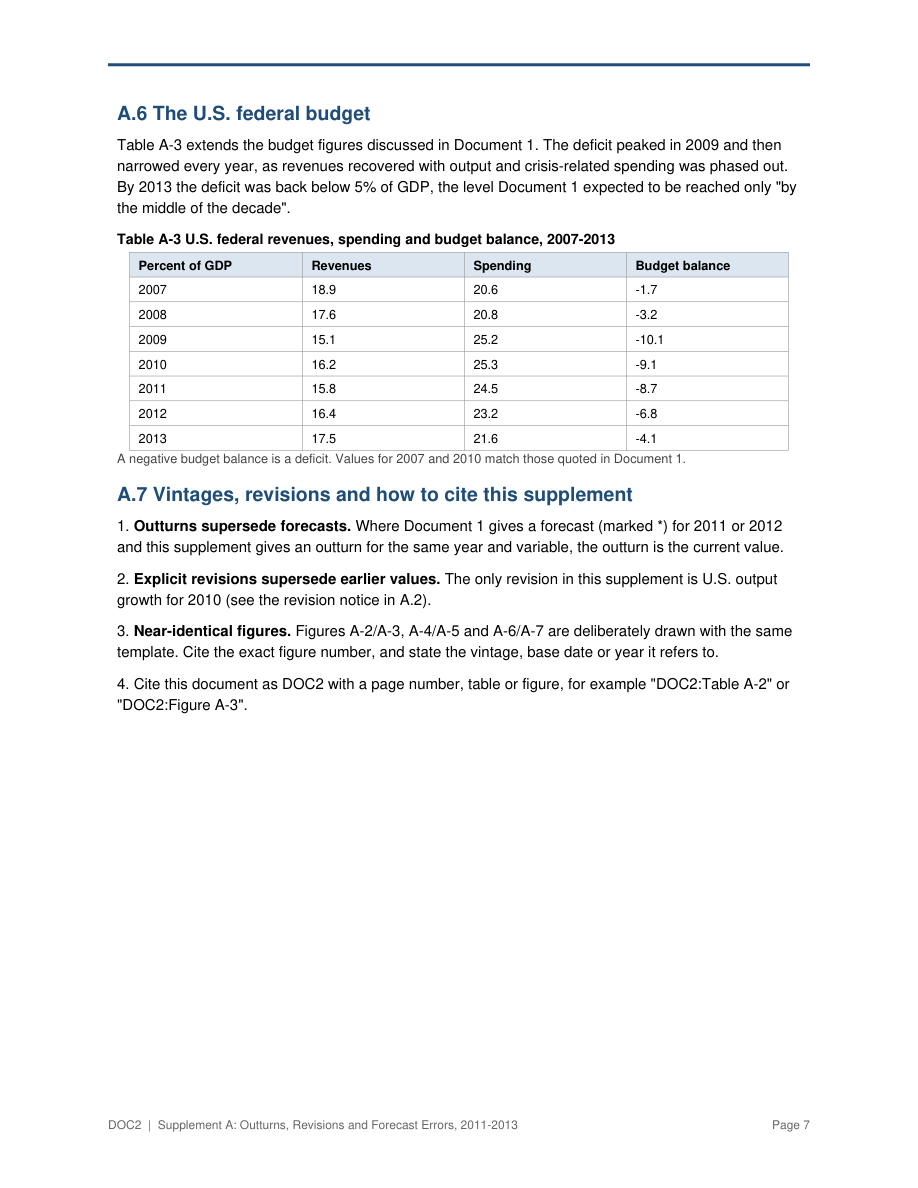 A.6 The U.S. federal budget
Table A-3 extends the budget figures discussed in Document 1. The deficit peaked in 2009 and then
narrowed every year, as revenues recovered with output and crisis-related spending was phased out.
By 2013 the deficit was back below 5% of GDP, the level Document 1 expected to be reached only "by
the middle of the decade".
Table A-3 U.S. federal revenues, spending and budget balance, 2007-2013
Percent of GDP Revenues Spending Budget balance
2007 18.9 20.6 -1.7
2008 17.6 20.8 -3.2
2009 15.1 25.2 -10.1
2010 16.2 25.3 -9.1
2011 15.8 24.5 -8.7
2012 16.4 23.2 -6.8
2013 17.5 21.6 -4.1
A negative budget balance is a deficit. Values for 2007 and 2010 match those quoted in Document 1.
A.7 Vintages, revisions and how to cite this supplement
1. Outturns supersede forecasts. Where Document 1 gives a forecast (marked *) for 2011 or 2012
and this supplement gives an outturn for the same year and variable, the outturn is the current value.
2. Explicit revisions supersede earlier values. The only revision in this supplement is U.S. output
growth for 2010 (see the revision notice in A.2).
3. Near-identical figures. Figures A-2/A-3, A-4/A-5 and A-6/A-7 are deliberately drawn with the same
template. Cite the exact figure number, and state the vintage, base date or year it refers to.
4. Cite this document as DOC2 with a page number, table or figure, for example "DOC2:Table A-2" or
"DOC2:Figure A-3".
DOC2 | Supplement A: Outturns, Revisions and Forecast Errors, 2011-2013 Page 7